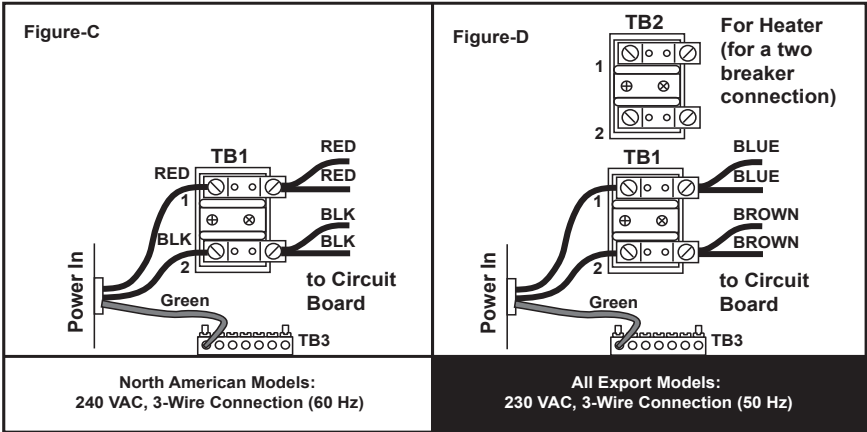 Figure-C
TB1
RED
RED
RED
1
BLK
BLK
BLK
2
Power In
to Circuit
Board
Green
TB3
North American Models:
240 VAC, 3-Wire Connection (60 Hz)
Figure-D
TB2
For Heater
(for a two
breaker
connection)
1
2
TB1
BLUE
BLUE
1
BROWN
BROWN
2
Power In
to Circuit
Board
Green
TB3
All Export Models:
230 VAC, 3-Wire Connection (50 Hz)